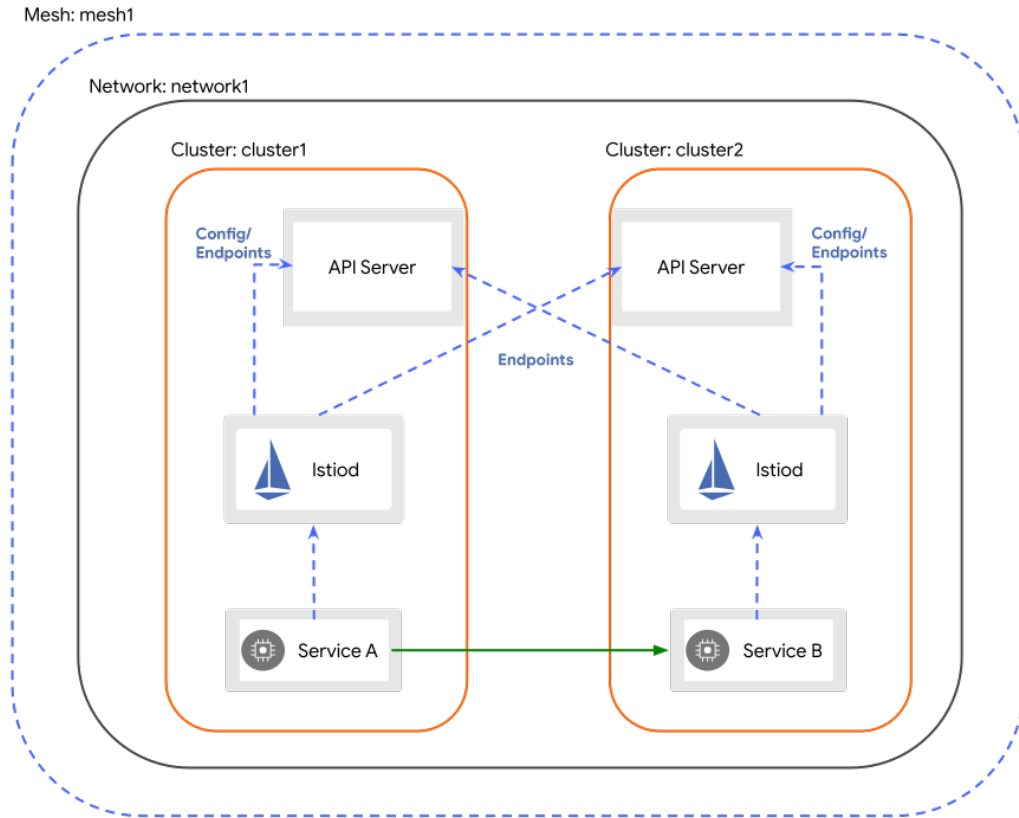 Mesh: mesh1
Network: network1
Cluster: cluster1
Cluster: cluster2
Config/
Endpoints
API Server
API Server
Config/
Endpoints
Endpoints
Istiod
Istiod
Service A
Service B